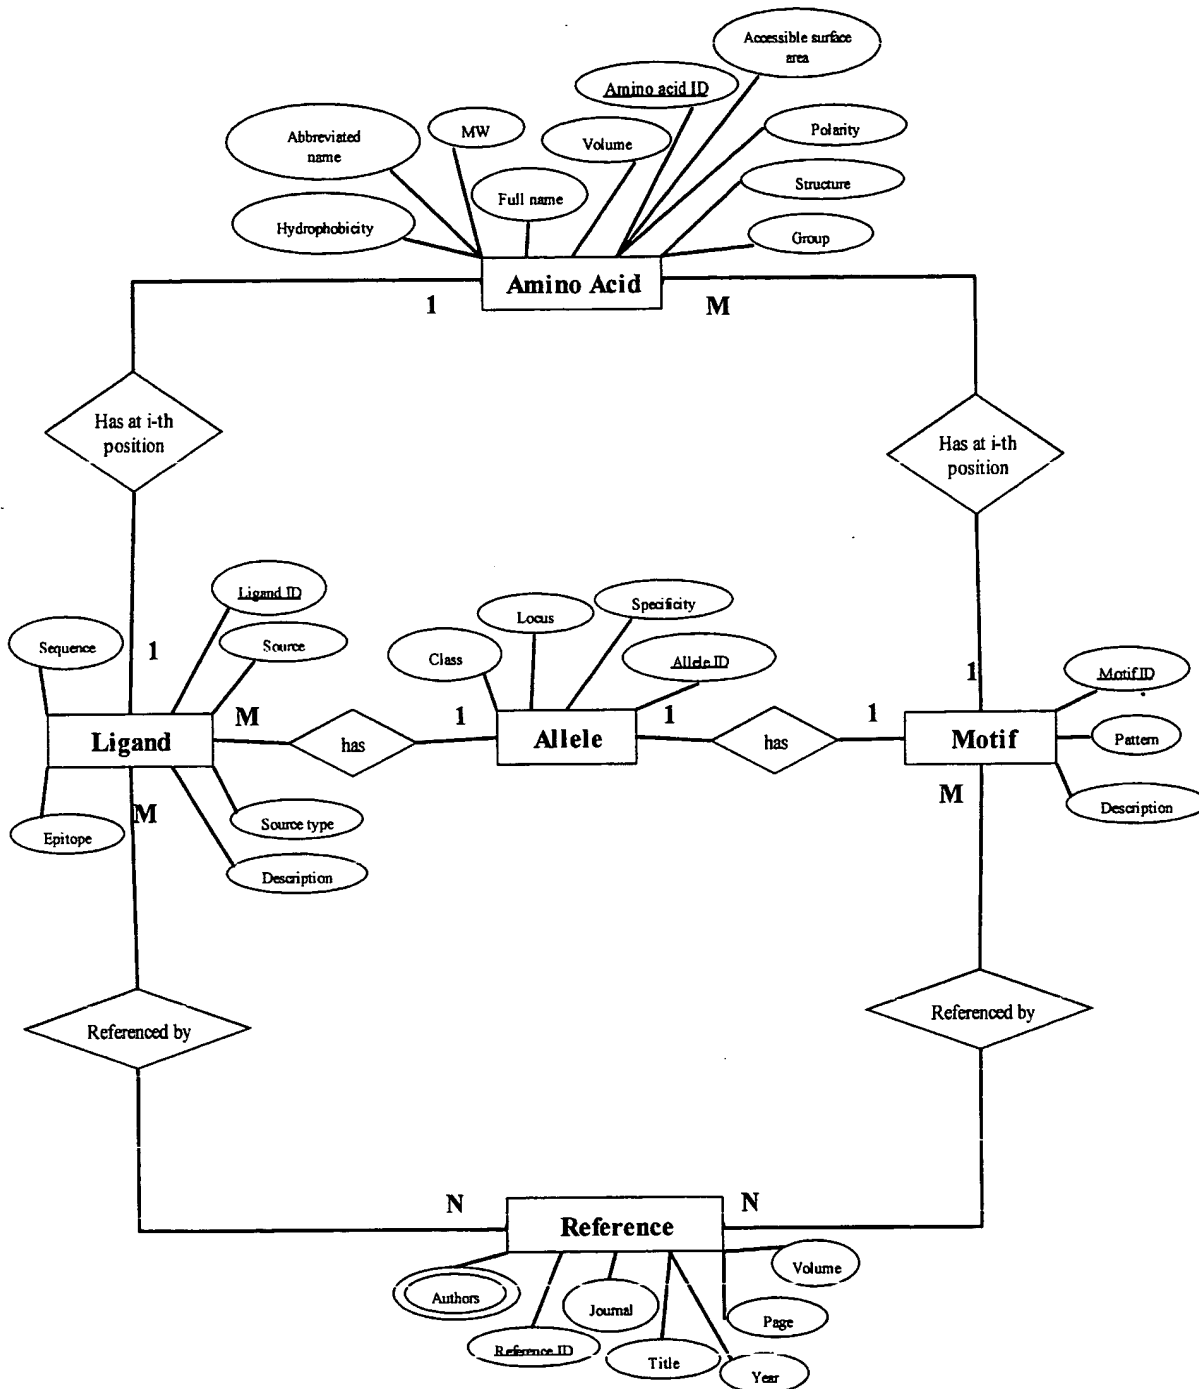 Accessible surface
area
Amino acid ID
Abbreviated
name
MW
Volume
Polarity
Full name
Structure
Hydrophobicity
Group
Amino Acid
1
M
Has at i-th
position
Has at i-th
position
Ligand ID
Sequence
Source
Locus
Specificity
Class
Allele ID
Motif ID
1
1
M
1
1
1
Ligand
has
Allele
has
Motif
Pattern
M
M
Description
Epitope
Source type
Description
Referenced by
Referenced by
N
N
Reference
Volume
Authors
Journal
Page
Reference ID
Title
Year